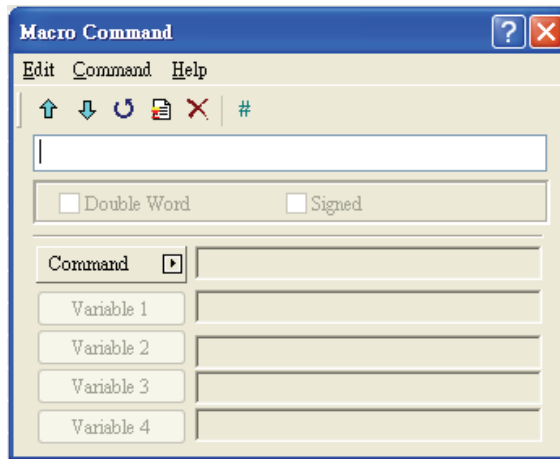 Macro Command
Edit Command Help
#
Double Word Signed
Command
Variable 1
Variable 2
Variable 3
Variable 4